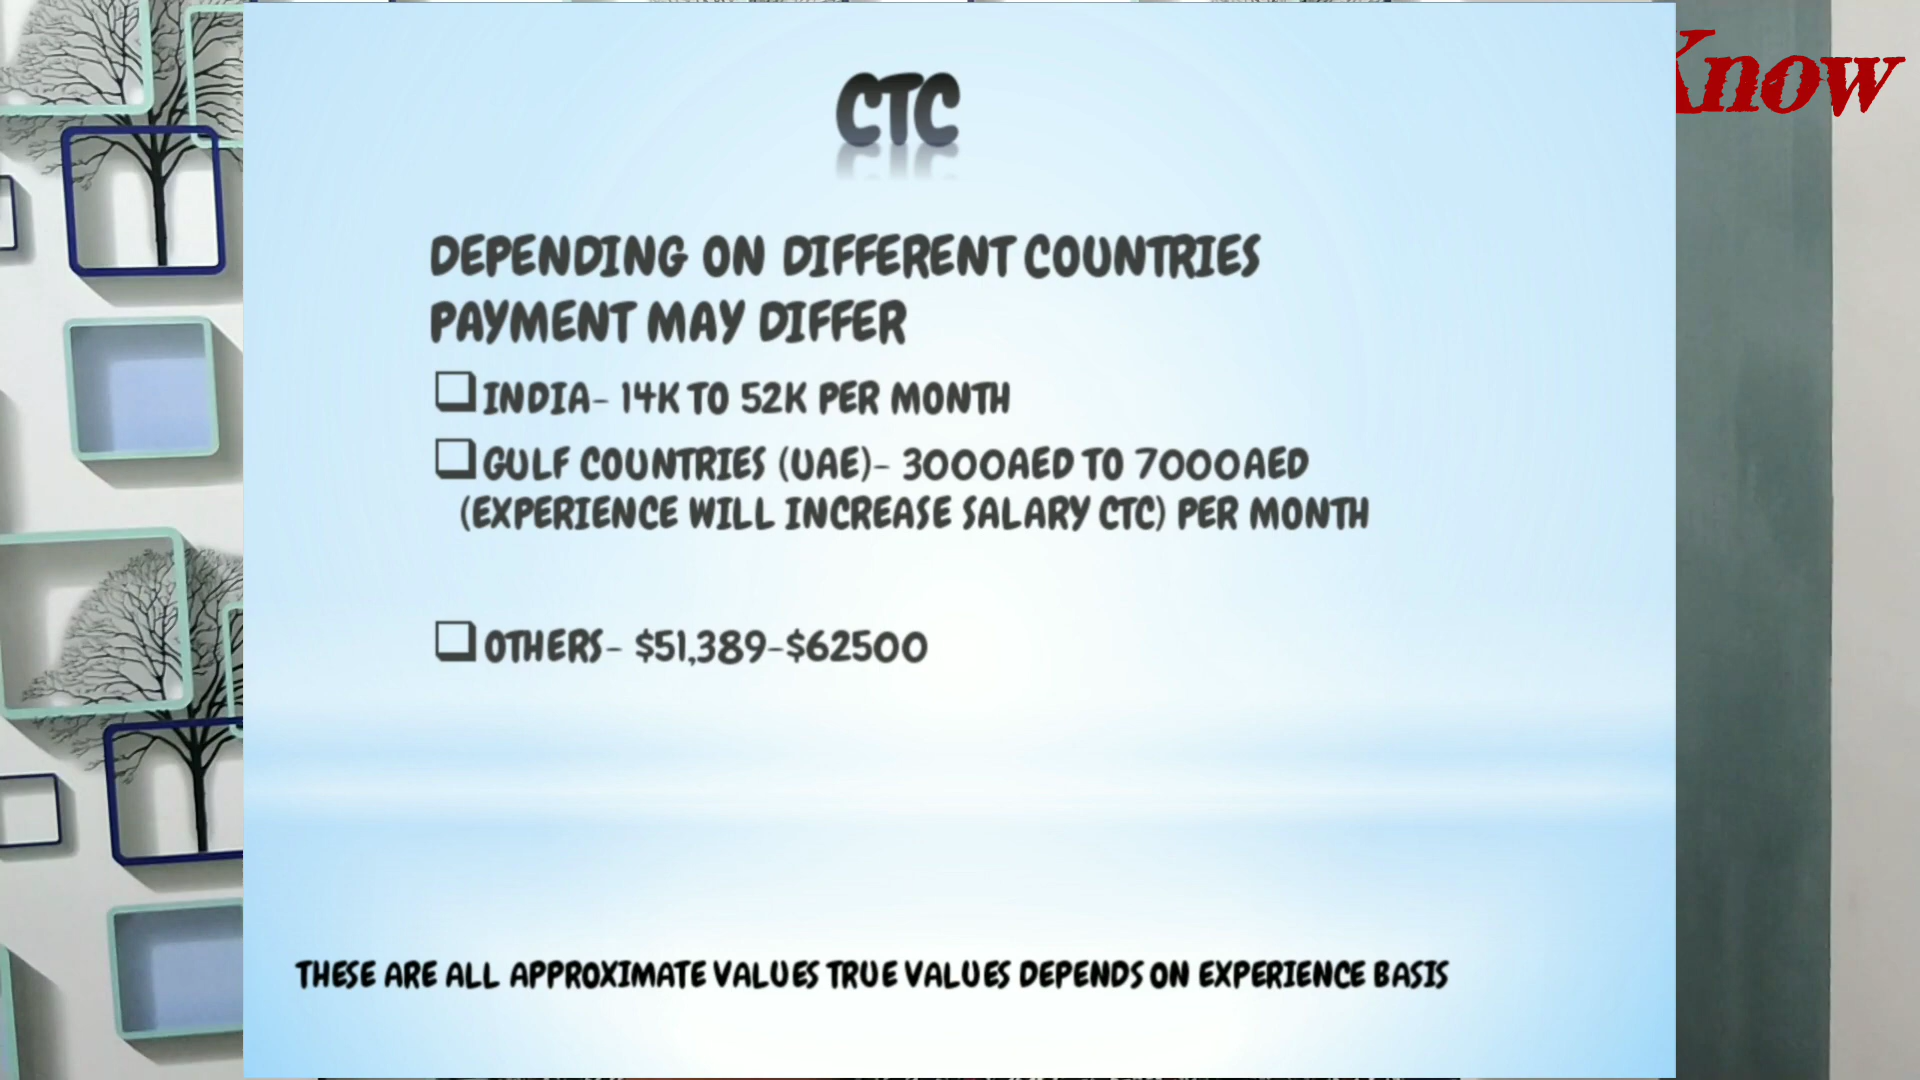 CTC
Know
DEPENDING ON DIFFERENT COUNTRIES
PAYMENT MAY DIFFER
INDIA- 14K TO 52K PER MONTH
GULF COUNTRIES (UAE)- 3000AED TO 7000AED
(EXPERIENCE WILL INCREASE SALARY CTC) PER MONTH
OTHERS- $51,389-$62500
THESE ARE ALL APPROXIMATE VALUES TRUE VALUES DEPENDS ON EXPERIENCE BASIS